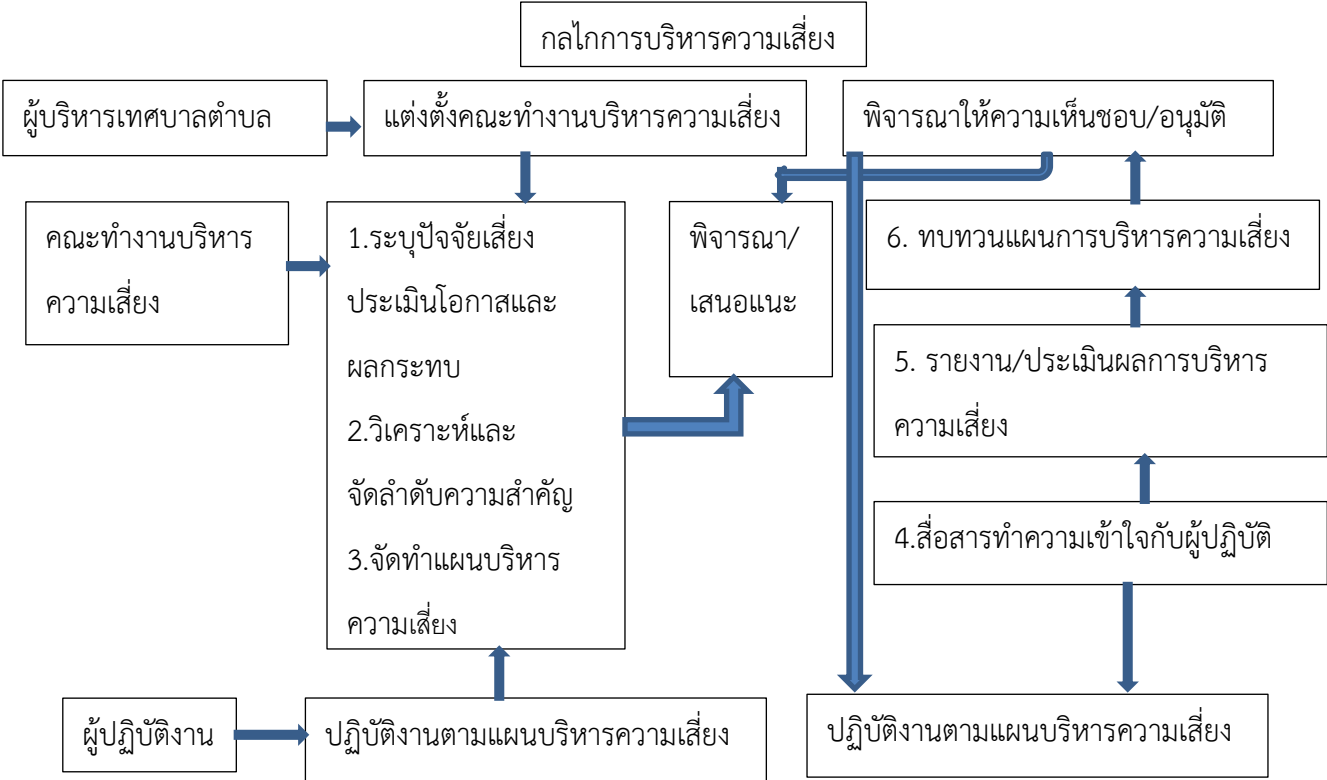 กลไกการบริหารความเสี่ยง
ผู้บริหารเทศบาลตำบล
แต่งตั้งคณะทำงานบริหารความเสี่ยง
พิจารณาให้ความเห็นชอบ/อนุมัติ
คณะทำงานบริหาร
ความเสี่ยง
1.ระบุปัจจัยเสี่ยง
ประเมินโอกาสและ
ผลกระทบ
2.วิเคราะห์และ
จัดลำดับความสำคัญ
3.จัดทำแผนบริหาร
ความเสี่ยง
พิจารณา/
เสนอแนะ
6. ทบทวนแผนการบริหารความเสี่ยง
5. รายงาน/ประเมินผลการบริหาร
ความเสี่ยง
4.สื่อสารทำความเข้าใจกับผู้ปฏิบัติ
ผู้ปฏิบัติงาน
ปฏิบัติงานตามแผนบริหารความเสี่ยง
ปฏิบัติงานตามแผนบริหารความเสี่ยง